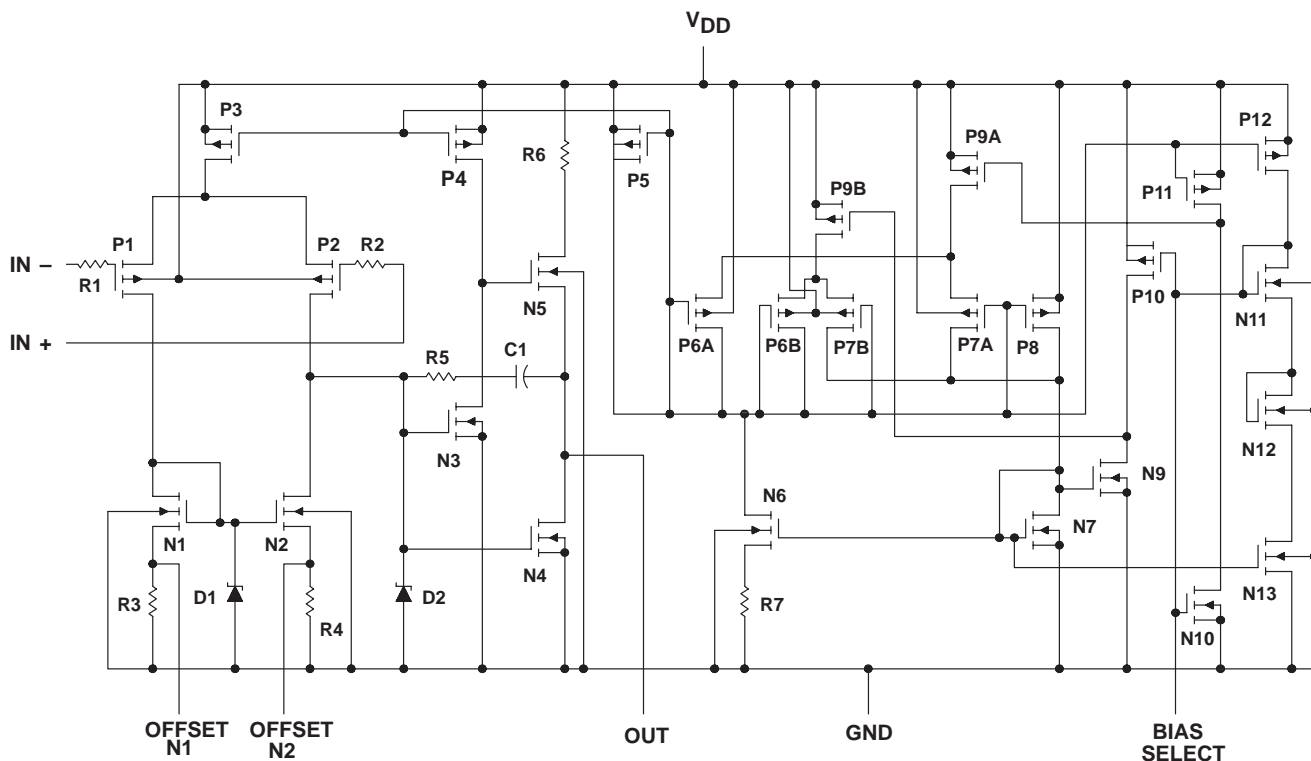 VDD
P3
P4
R6
P5
P9B
P9A
P11
P12
IN –
R1
P1
P2
R2
N5
P6A
P6B
P7B
P7A
P8
P10
N11
IN +
R5
C1
N3
N12
N1
N2
N4
N6
N7
N9
N13
R3
D1
R4
D2
R7
N10
OFFSET
N1
OFFSET
N2
OUT
GND
BIAS
SELECT